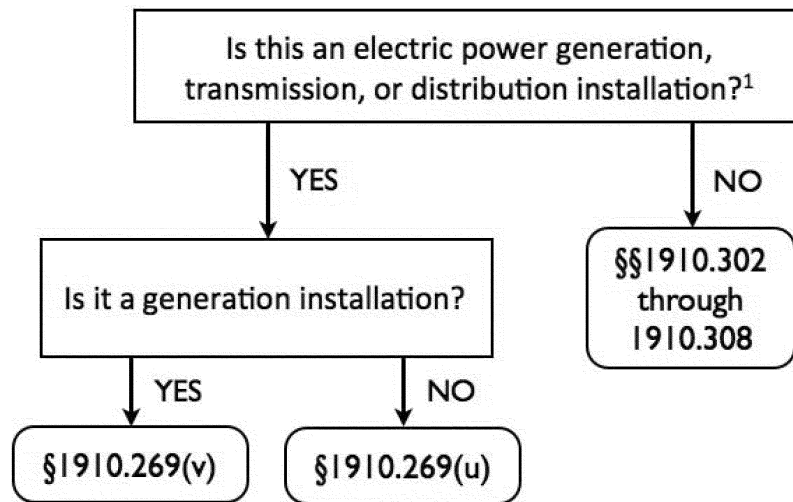 Is this an electric power generation,
transmission, or distribution installation?¹
YES
NO
Is it a generation installation?
§§1910.302
through
1910.308
YES
NO
§1910.269(v)
§1910.269(u)